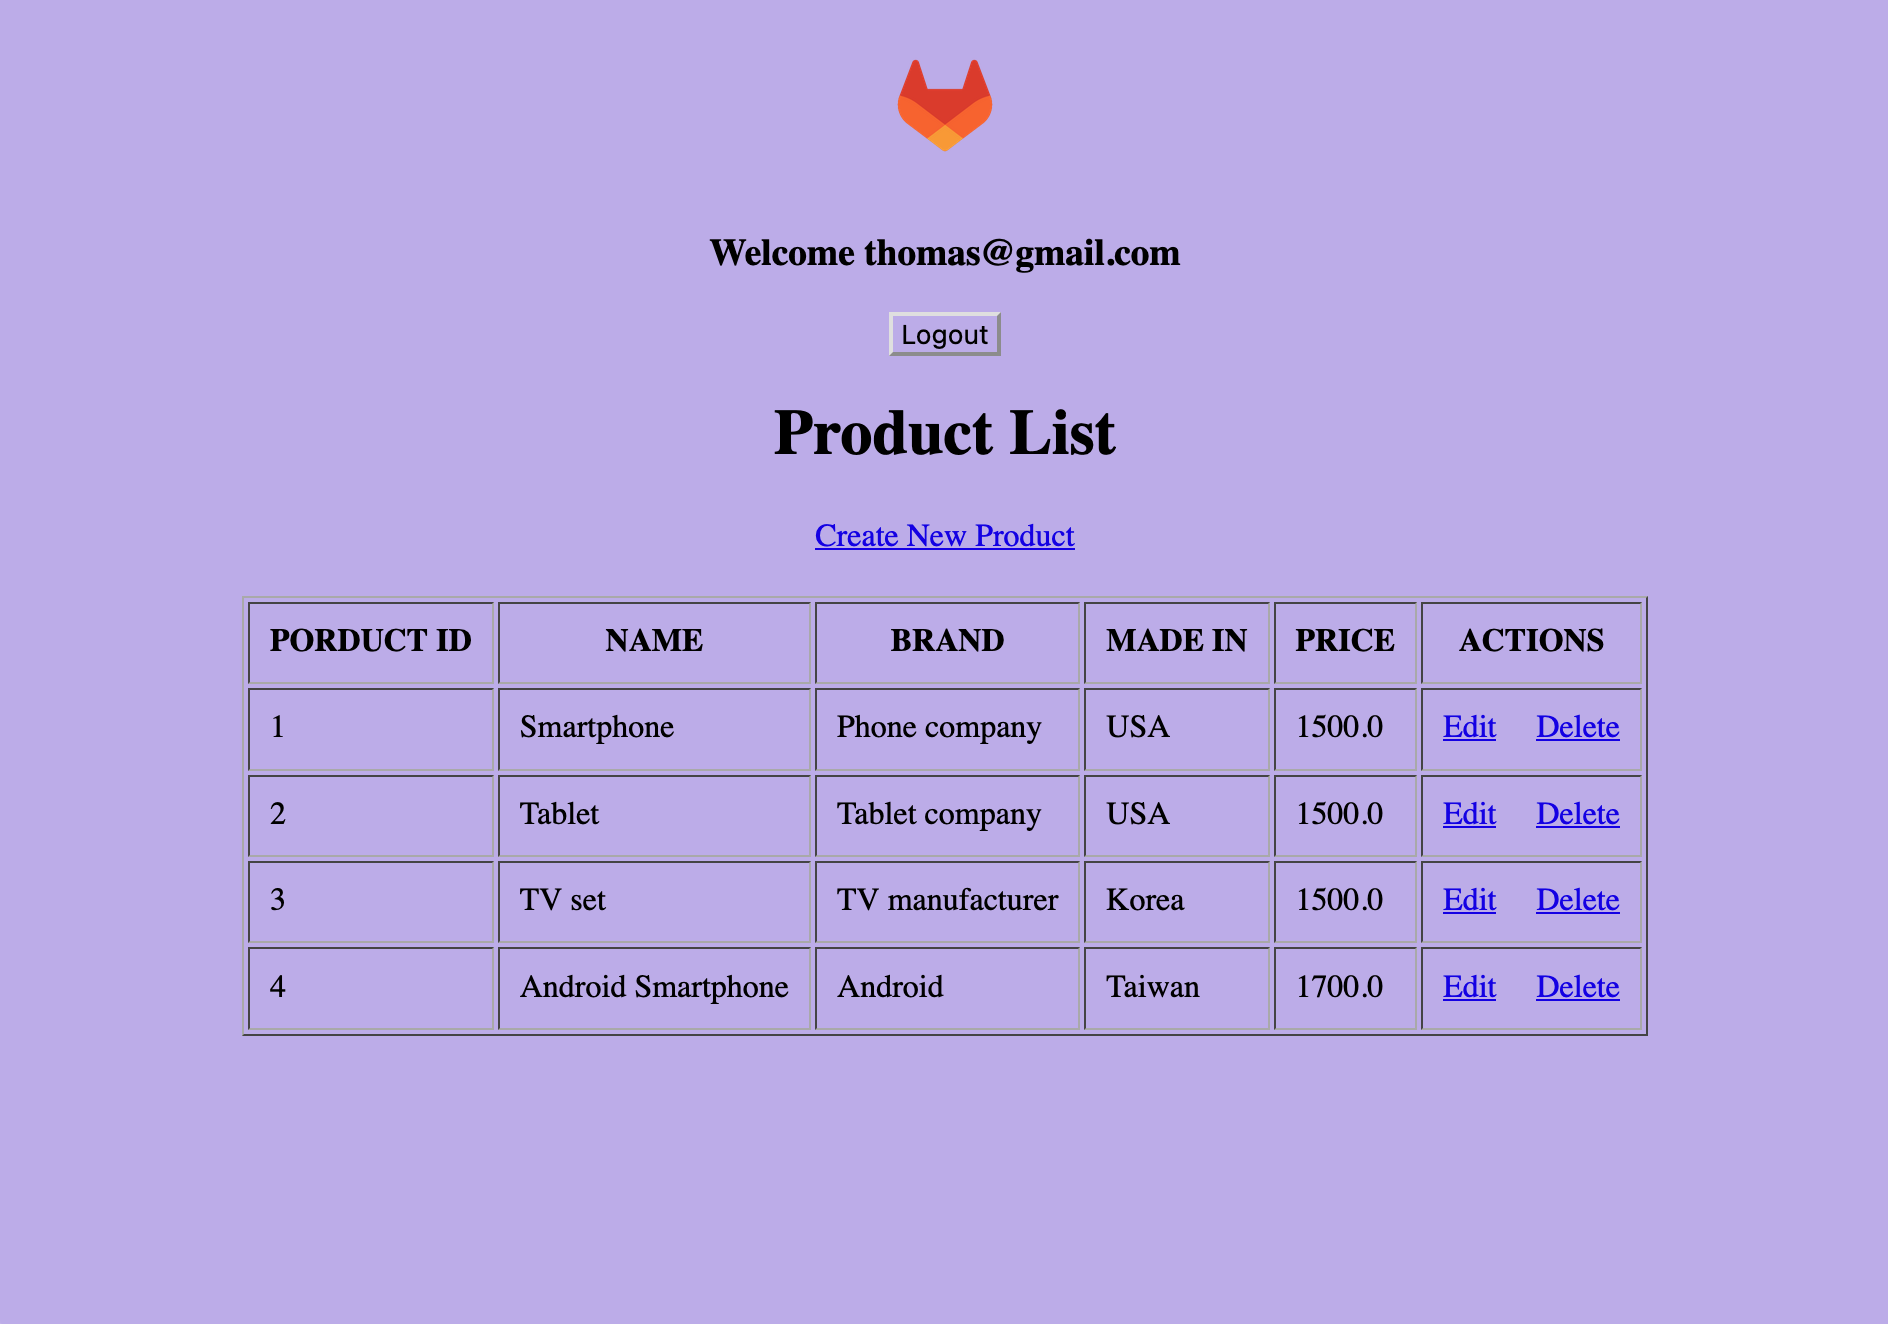 Welcome thomas@gmail.com
Logout
Product List
Create New Product
PORDUCT ID NAME BRAND MADE IN PRICE ACTIONS
1 Smartphone Phone company USA 1500.0 Edit Delete
2 Tablet Tablet company USA 1500.0 Edit Delete
3 TV set TV manufacturer Korea 1500.0 Edit Delete
4 Android Smartphone Android Taiwan 1700.0 Edit Delete